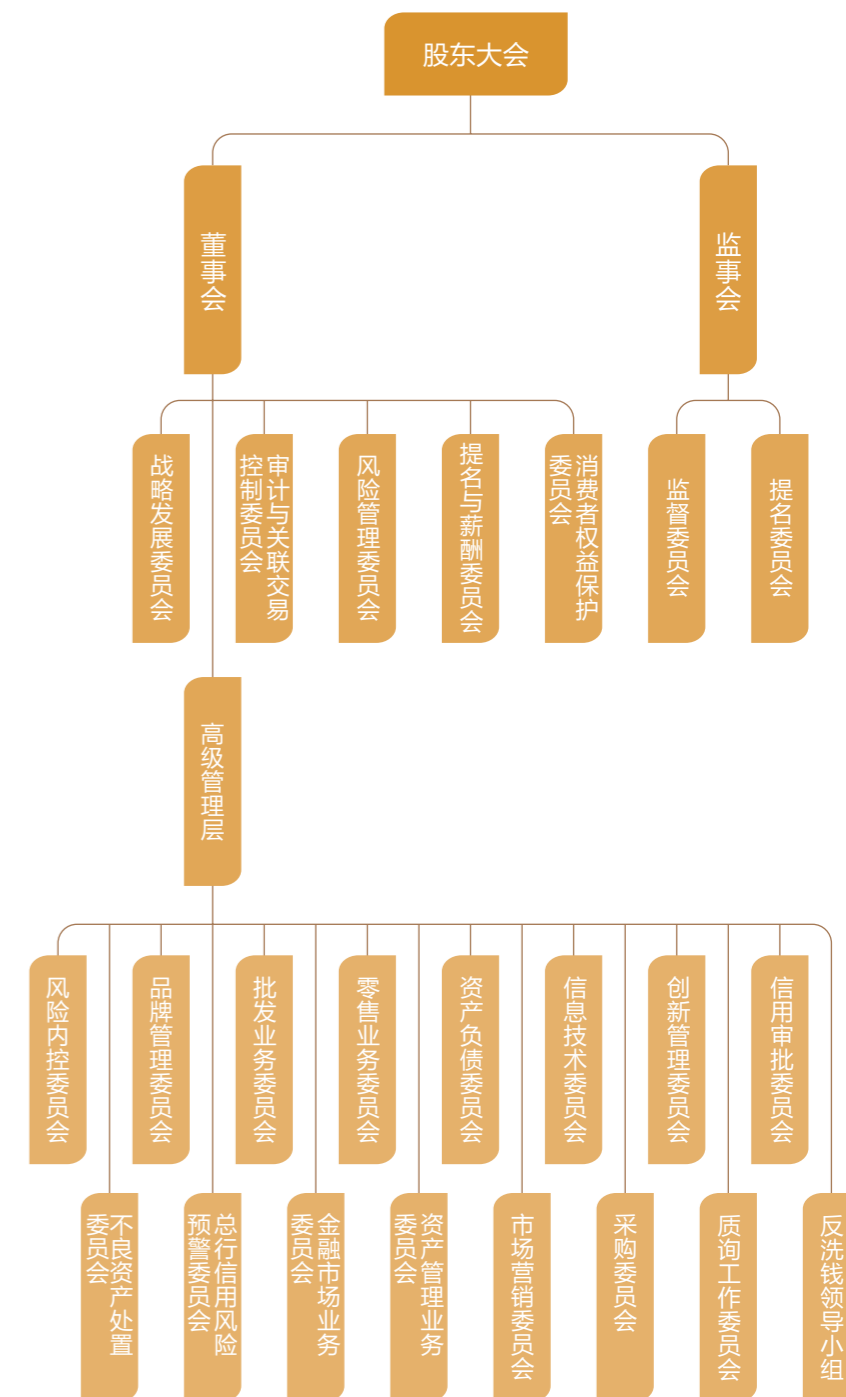 股东大会
董事会
监事会
战略发展委员会
审计与关联交易
控制委员会
风险管理委员会
提名与薪酬委员会
消费者权益保护
委员会
监督委员会
提名委员会
高级管理层
风险内控委员会
品牌管理委员会
批发业务委员会
零售业务委员会
资产负债委员会
信息技术委员会
创新管理委员会
信用审批委员会
不良资产处置
委员会
总行信用风险
预警委员会
金融市场业务
委员会
资产管理业务
委员会
市场营销委员会
采购委员会
质询工作委员会
反洗钱领导小组